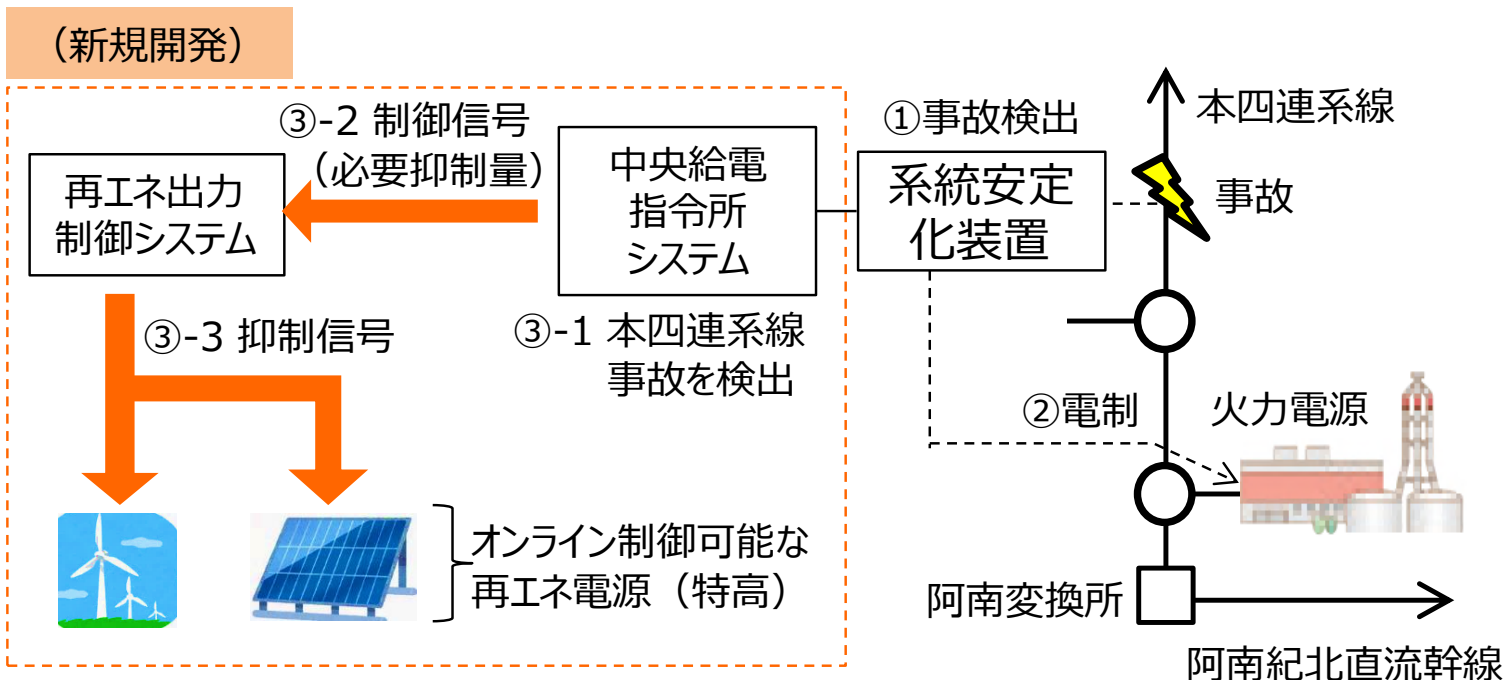 （新規開発）
③-2 制御信号
（必要抑制量）
再エネ出力
制御システム
中央給電
指令所
システム
①事故検出
系統安定
化装置
本四連系線
事故
③-1 本四連系線
事故を検出
③-3 抑制信号
②電制
火力電源
オンライン制御可能な
再エネ電源（特高）
阿南変換所
阿南紀北直流幹線